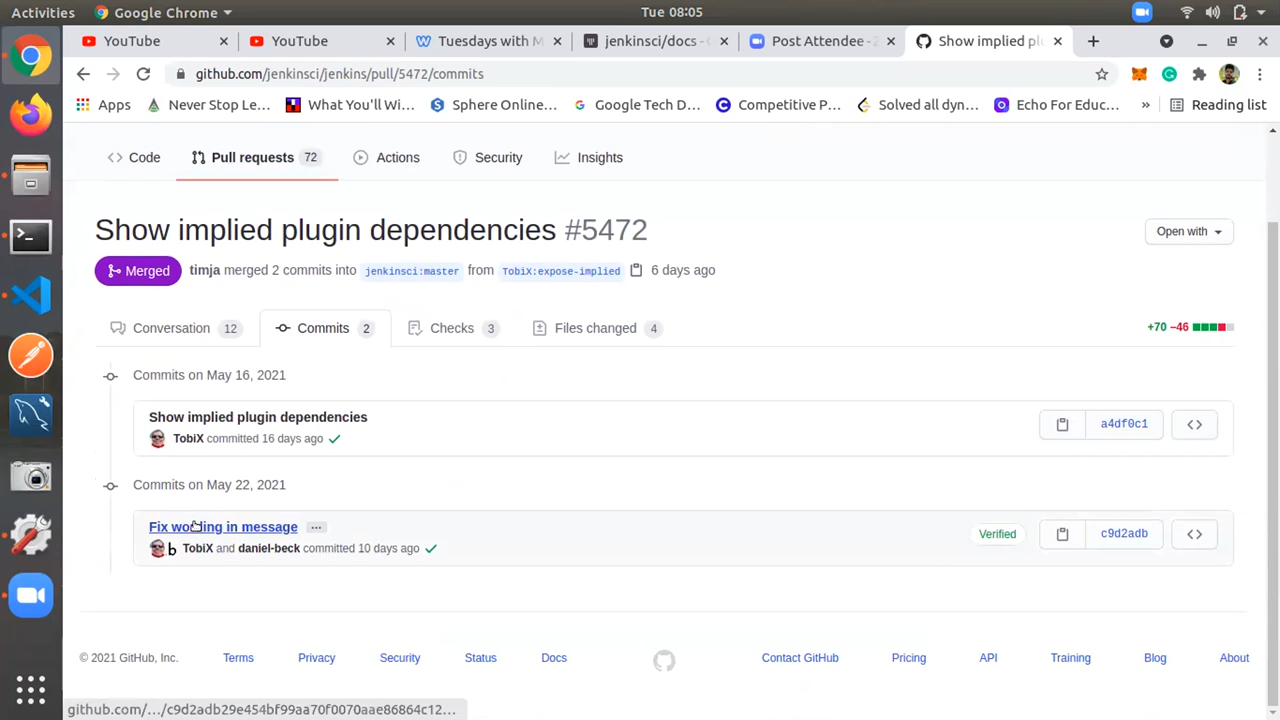 Activities Google Chrome Tue 08:05
YouTube YouTube Tuesdays with M jenkinsci/docs - Post Attendee - 2 Show implied pl
github.com/jenkinsci/jenkins/pull/5472/commits
Apps Never Stop Le... What You'll Wi... Sphere Online... Google Tech D... Competitive P... Solved all dyn... Echo For Educ... » Reading list
Code Pull requests 72 Actions Security Insights
Show implied plugin dependencies #5472
Open with
Merged timja merged 2 commits into jenkinsci:master from TobiX:expose-implied 6 days ago
Conversation 12 Commits 2 Checks 3 Files changed 4
+70 −46
Commits on May 16, 2021
Show implied plugin dependencies
a4df0c1
TobiX committed 16 days ago
Commits on May 22, 2021
Fix wording in message ...
Verified c9d2adb
TobiX and daniel-beck committed 10 days ago
© 2021 GitHub, Inc. Terms Privacy Security Status Docs Contact GitHub Pricing API Training Blog About
github.com/.../c9d2adb29e454bf99aa70f0070aae86864c12...